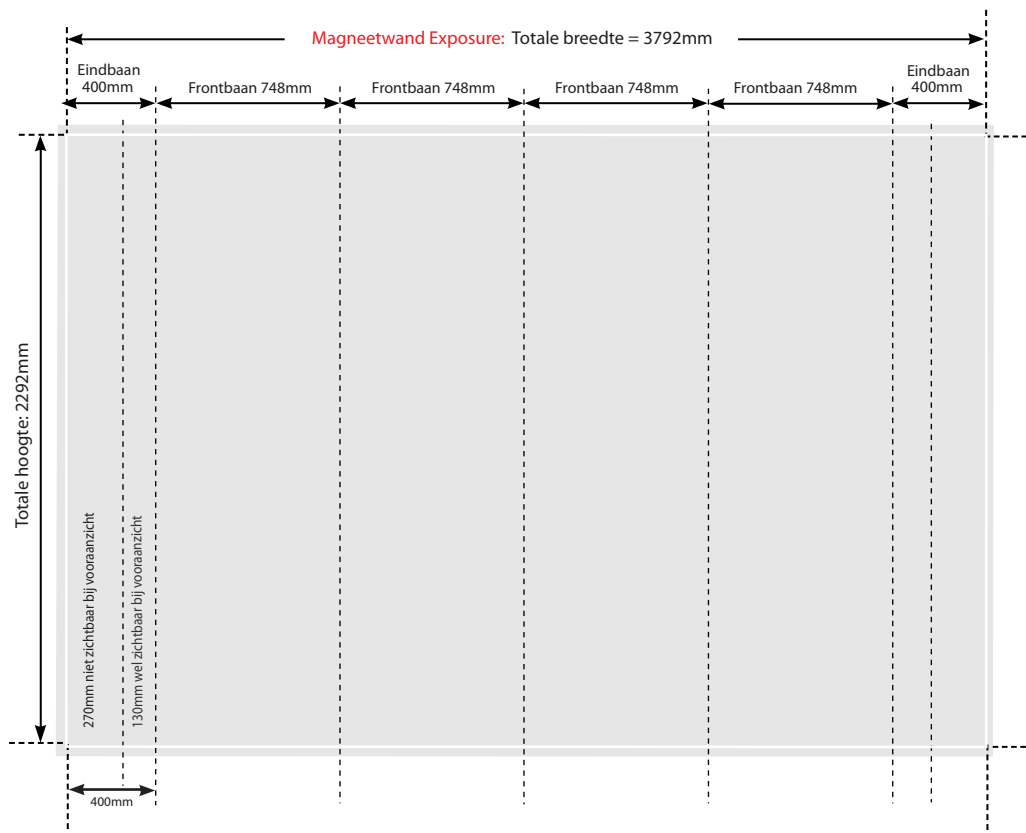 Magneetwand Exposure: Totale breedte = 3792mm
Eindbaan
400mm
Frontbaan 748mm
Frontbaan 748mm
Frontbaan 748mm
Frontbaan 748mm
Eindbaan
400mm
Totale hoogte: 2292mm
270mm niet zichtbaar bij vooraanzicht
130mm wel zichtbaar bij vooraanzicht
400mm